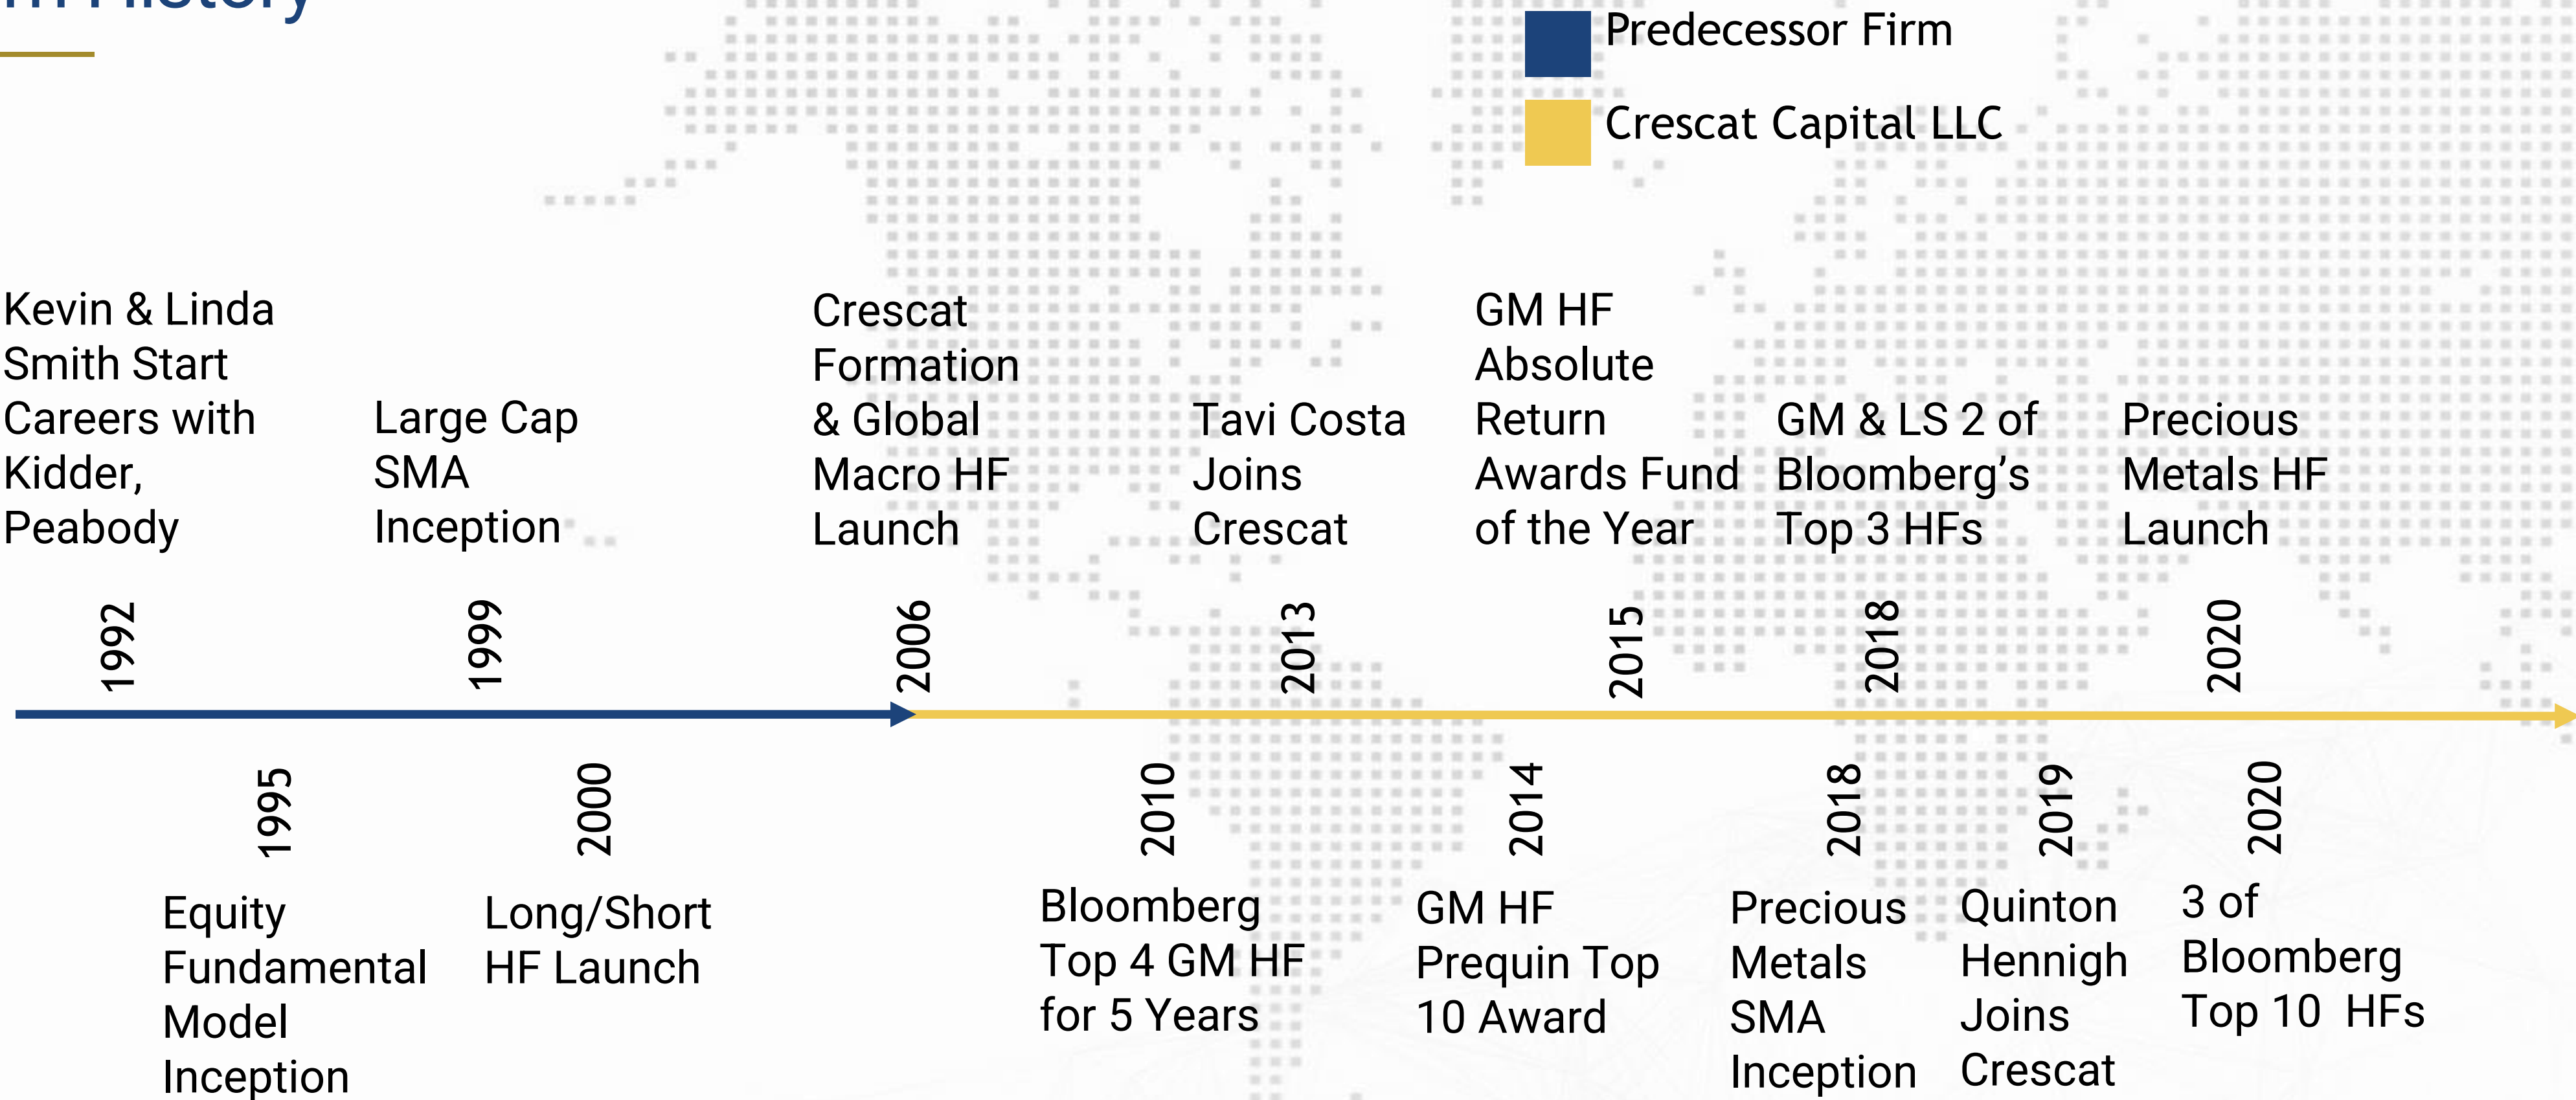 History
Predecessor Firm
Crescat Capital LLC
Kevin & Linda
Smith Start
Careers with
Kidder,
Peabody
Large Cap
SMA
Inception
Crescat
Formation
& Global
Macro HF
Launch
Tavi Costa
Joins
Crescat
GM HF
Absolute
Return
Awards Fund
of the Year
GM & LS 2 of
Bloomberg’s
Top 3 HFs
Precious
Metals HF
Launch
1992
1999
2006
2013
2015
2018
2020
1995
2000
2010
2014
2018
2019
2020
Equity
Fundamental
Model
Inception
Long/Short
HF Launch
Bloomberg
Top 4 GM HF
for 5 Years
GM HF
Prequin Top
10 Award
Precious
Metals
SMA
Inception
Quinton
Hennigh
Joins
Crescat
3 of
Bloomberg
Top 10 HFs